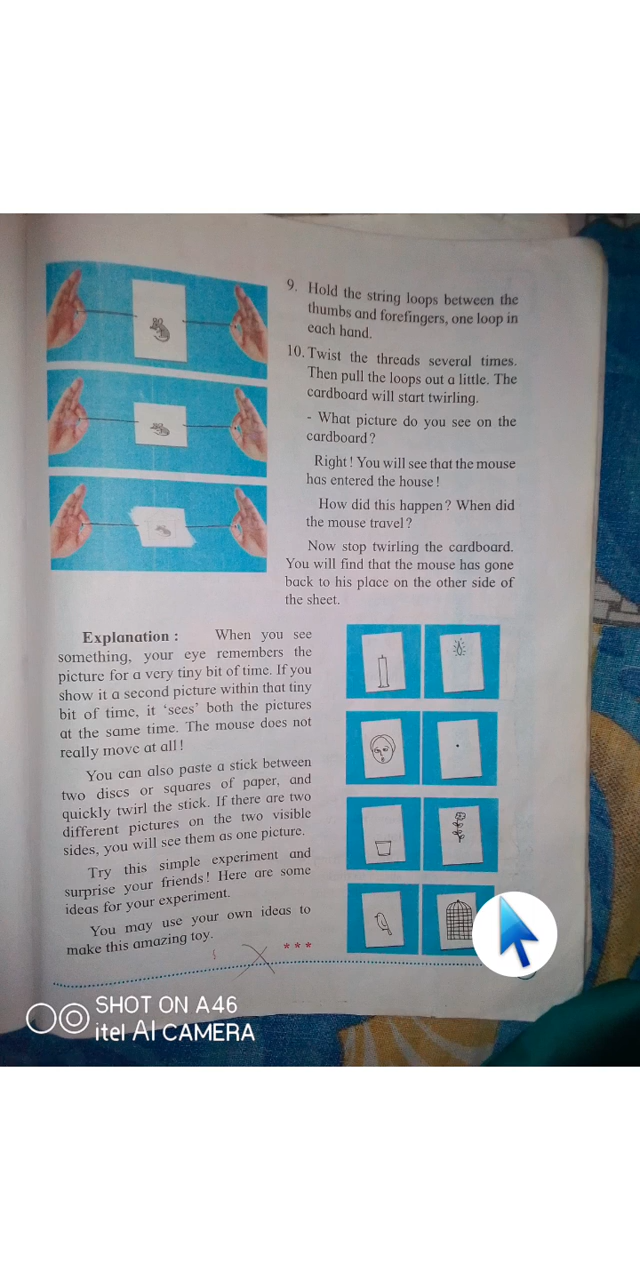 9. Hold the string loops between the
thumbs and forefingers, one loop in
each hand.
10. Twist the threads several times.
Then pull the loops out a little. The
cardboard will start twirling.
- What picture do you see on the
cardboard?
Right! You will see that the mouse
has entered the house!
How did this happen? When did
the mouse travel?
Now stop twirling the cardboard.
You will find that the mouse has gone
back to his place on the other side of
the sheet.
Explanation : When you see
something, your eye remembers the
picture for a very tiny bit of time. If you
show it a second picture within that tiny
bit of time, it ‘sees’ both the pictures
at the same time. The mouse does not
really move at all!
You can also paste a stick between
two discs or squares of paper, and
quickly twirl the stick. If there are two
different pictures on the two visible
sides, you will see them as one picture.
Try this simple experiment and
surprise your friends! Here are some
ideas for your experiment.
You may use your own ideas to
make this amazing toy.
* * *
SHOT ON A46
itel AI CAMERA